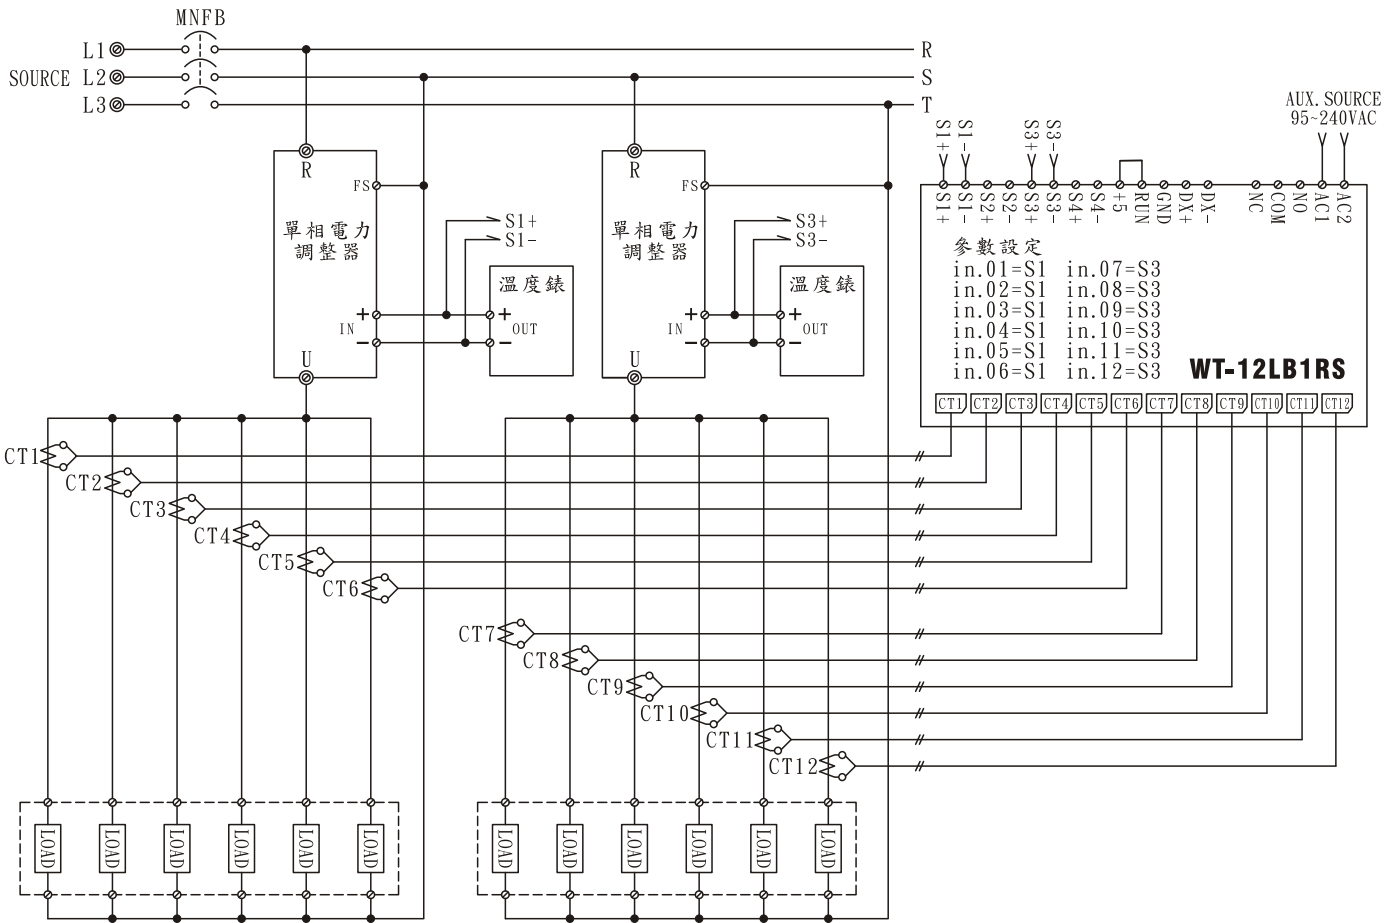 MNFB
L1
R
SOURCE L2
S
L3
T
AUX. SOURCE
95~240VAC
S1+ S1- S3+ S3-
R
FS
單相電力
調整器
S1+
S1-
溫度錶
+
IN
-
+
OUT
-
U
R
FS
單相電力
調整器
S3+
S3-
溫度錶
+
IN
-
+
OUT
-
U
S1+ S1- S2+ S2- S3+ S3- S4+ S4- +5 RUN GND DX+ DX- NC COM NO AC1 AC2
參數設定
in.01=S1 in.07=S3
in.02=S1 in.08=S3
in.03=S1 in.09=S3
in.04=S1 in.10=S3
in.05=S1 in.11=S3
in.06=S1 in.12=S3
WT-12LB1RS
CT1 CT2 CT3 CT4 CT5 CT6 CT7 CT8 CT9 CT10 CT11 CT12
CT1
CT2
CT3
CT4
CT5
CT6
CT7
CT8
CT9
CT10
CT11
CT12
LOAD LOAD LOAD LOAD LOAD LOAD
LOAD LOAD LOAD LOAD LOAD LOAD